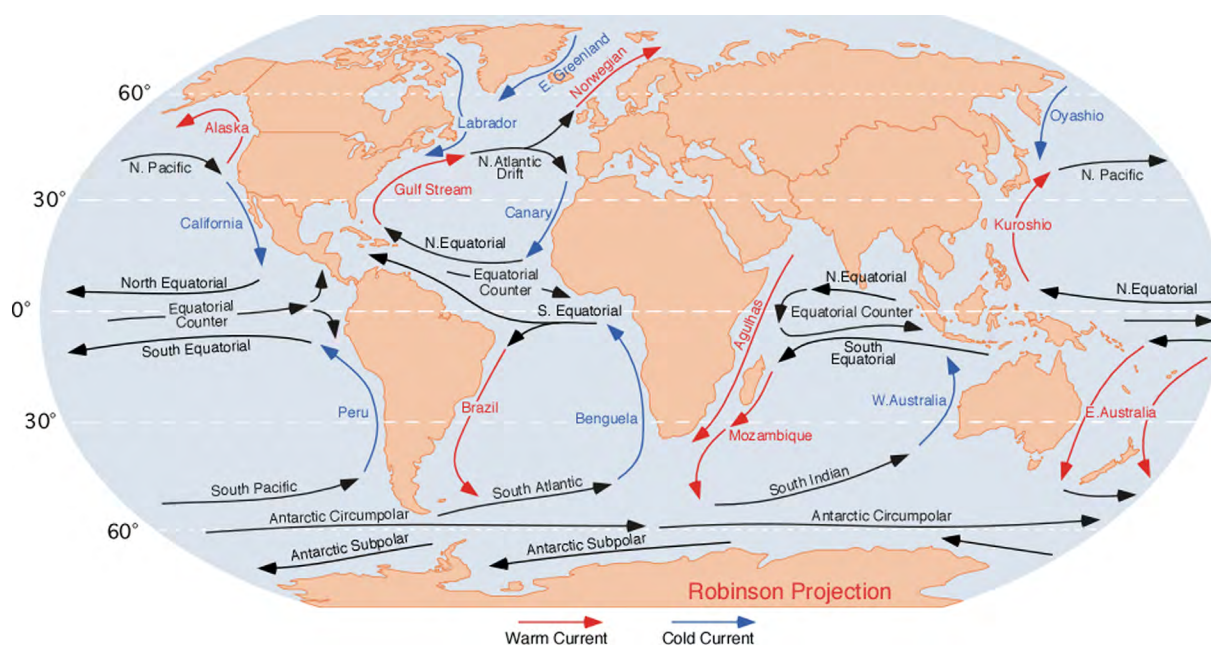 E. Greenland
Norwegian
60°
Alaska
Labrador
Oyashio
N. Pacific
N. Atlantic
Drift
N. Pacific
30°
Gulf Stream
California
Canary
Kuroshio
N.Equatorial
North Equatorial
Equatorial
Counter
N.Equatorial
N.Equatorial
0°
Equatorial
Counter
S. Equatorial
Equatorial Counter
South Equatorial
Agulhas
South
Equatorial
Peru
Brazil
Benguela
W.Australia
E.Australia
30°
Mozambique
South Pacific
South Atlantic
South Indian
60°
Antarctic Circumpolar
Antarctic Circumpolar
Antarctic Subpolar
Antarctic Subpolar
Robinson Projection
Warm Current
Cold Current